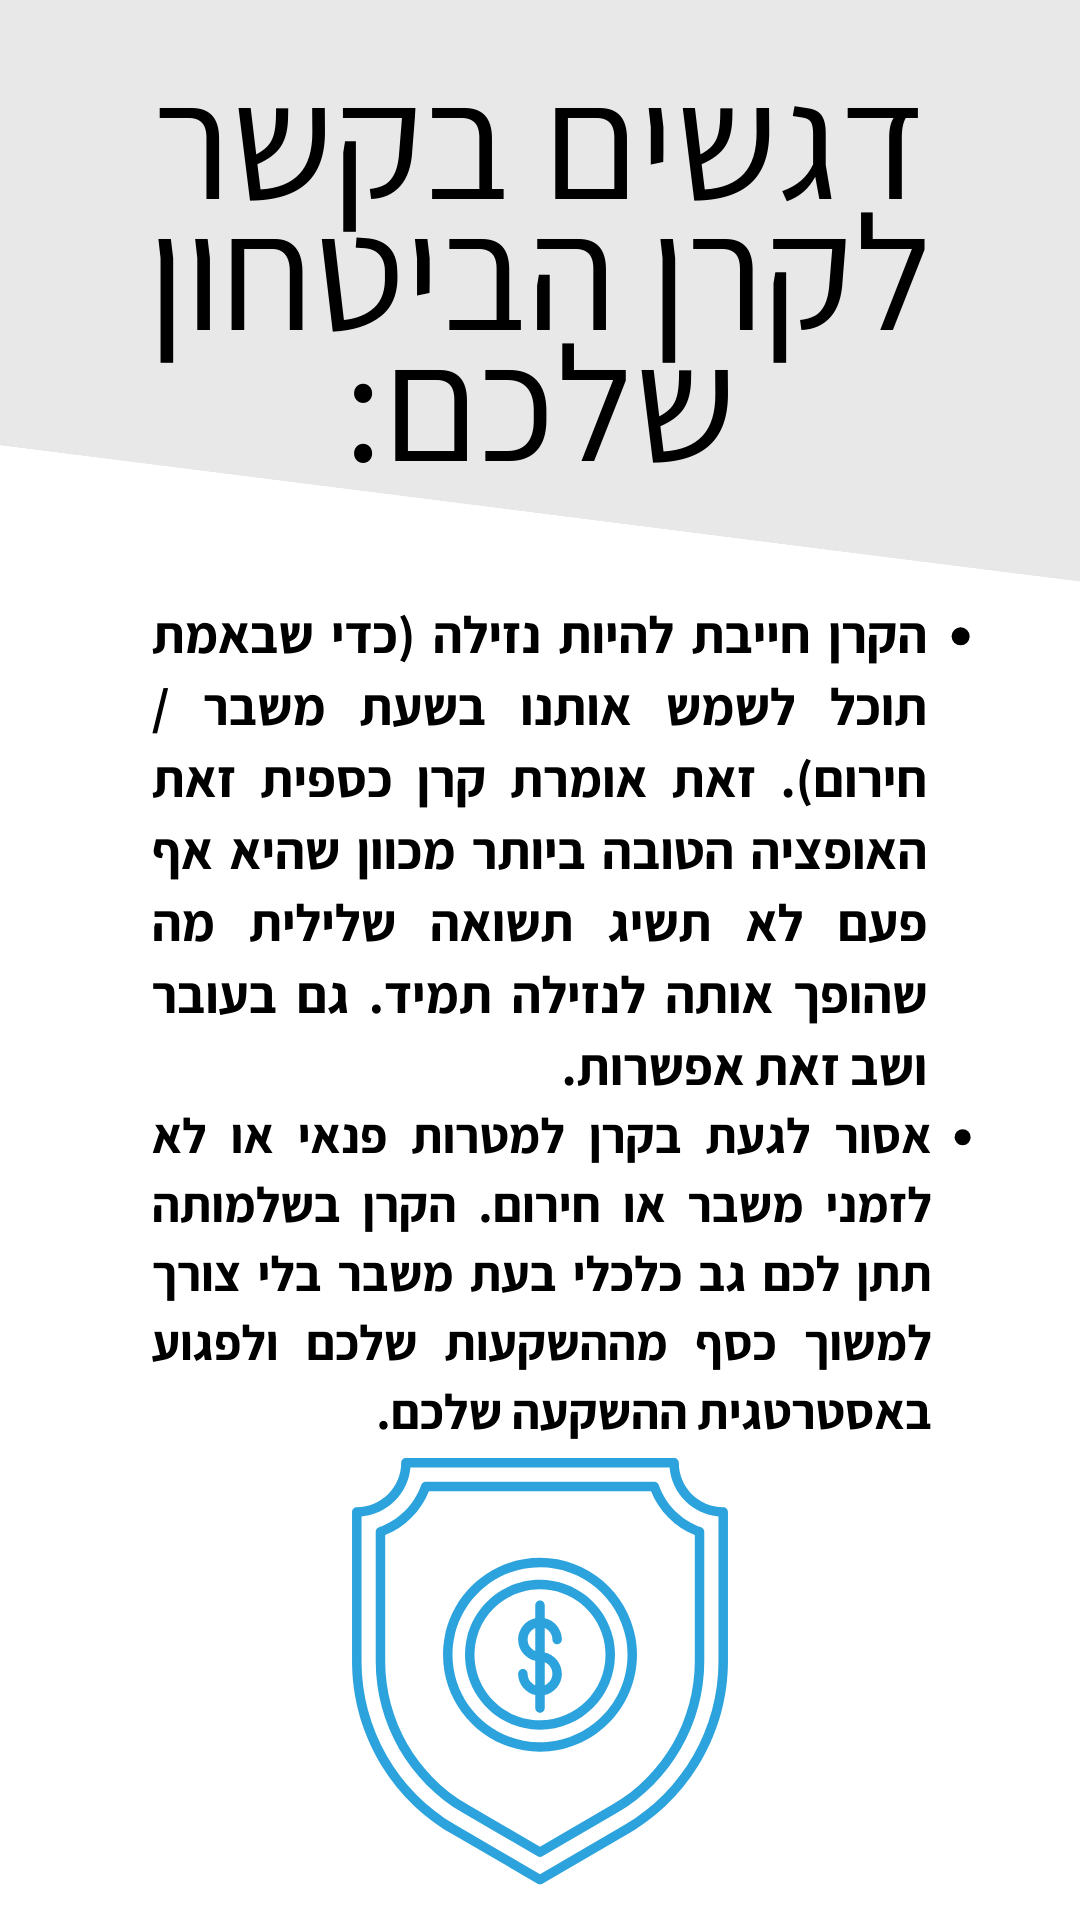 דגשים בקשר
לקרן הביטחון
שלכם:
• הקרן חייבת להיות נזילה (כדי שבאמת
תוכל לשמש אותנו בשעת משבר /
חירום). זאת אומרת קרן כספית זאת
האופציה הטובה ביותר מכוון שהיא אף
פעם לא תשיג תשואה שלילית מה
שהופך אותה לנזילה תמיד. גם בעובר
ושב זאת אפשרות.
• אסור לגעת בקרן למטרות פנאי או לא
לזמני משבר או חירום. הקרן בשלמותה
תתן לכם גב כלכלי בעת משבר בלי צורך
למשוך כסף מההשקעות שלכם ולפגוע
באסטרטגית ההשקעה שלכם.
$